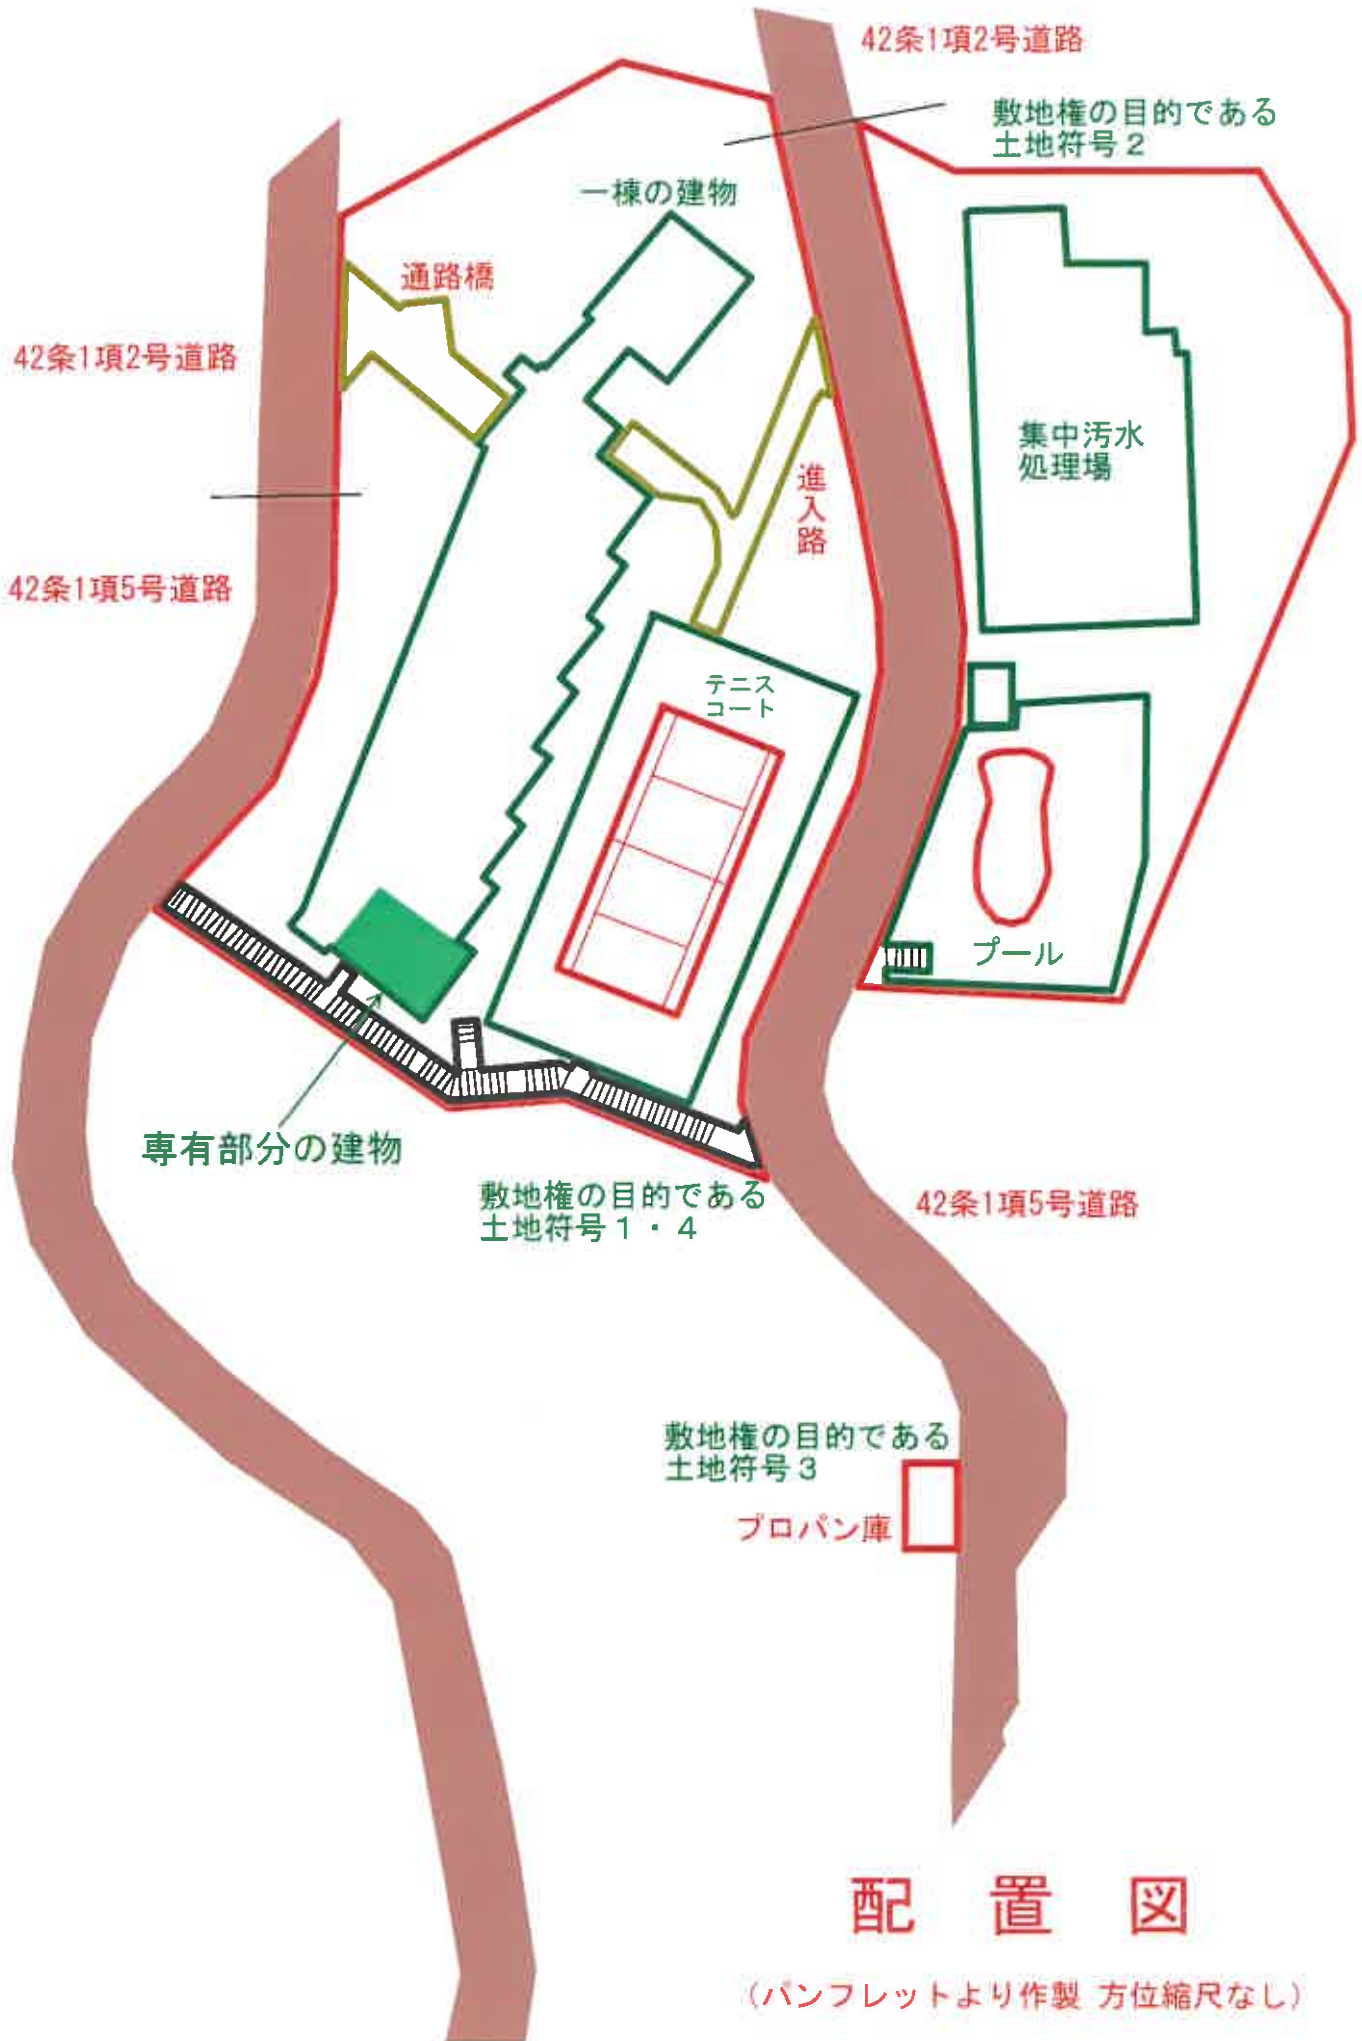 42条1項2号道路
敷地権の目的である
土地符号２
一棟の建物
通路橋
42条1項2号道路
集中汚水
処理場
進入路
42条1項5号道路
テニス
コート
プール
専有部分の建物
敷地権の目的である
土地符号１・４
42条1項5号道路
敷地権の目的である
土地符号３
プロパン庫
配置図
（パンフレットより作製 方位縮尺なし）